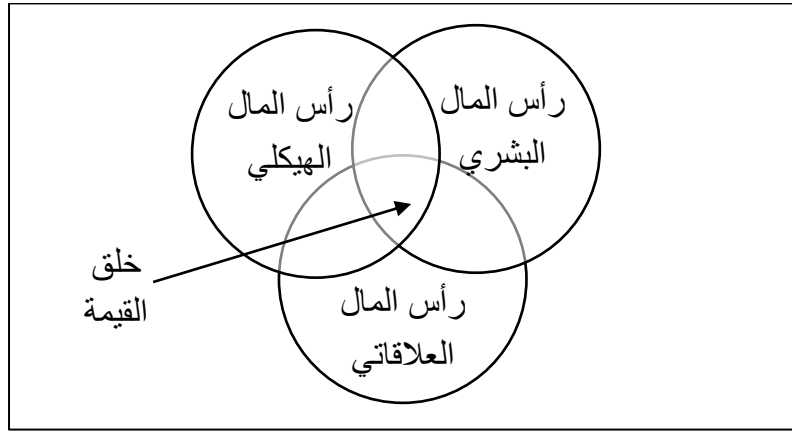 رأس المال
البشري
رأس المال
الهيكلي
خلق
القيمة
رأس المال
العلاقاتي